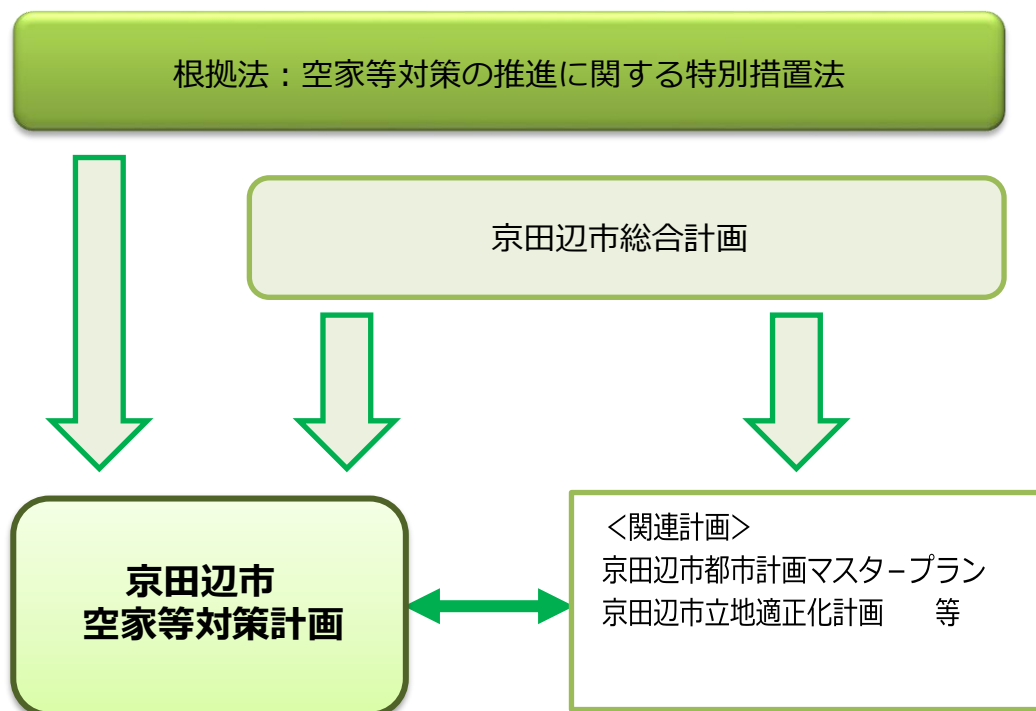 根拠法：空家等対策の推進に関する特別措置法
京田辺市総合計画
京田辺市
空家等対策計画
＜関連計画＞
京田辺市都市計画マスタープラン
京田辺市立地適正化計画　　等